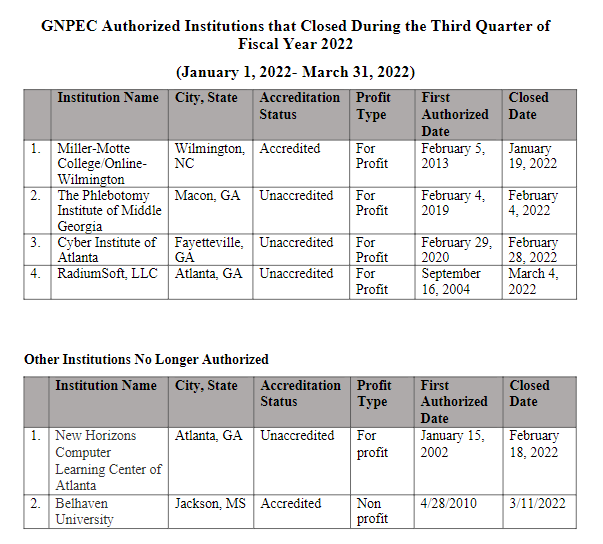 GNPEC Authorized Institutions that Closed During the Third Quarter of
Fiscal Year 2022
(January 1, 2022- March 31, 2022)
Institution Name City, State Accreditation Status Profit Type First Authorized Date Closed Date
1. Miller-Motte College/Online-Wilmington Wilmington, NC Accredited For Profit February 5, 2013 January 19, 2022
2. The Phlebotomy Institute of Middle Georgia Macon, GA Unaccredited For Profit February 4, 2019 February 4, 2022
3. Cyber Institute of Atlanta Fayetteville, GA Unaccredited For Profit February 29, 2020 February 28, 2022
4. RadiumSoft, LLC Atlanta, GA Unaccredited For Profit September 16, 2004 March 4, 2022
Other Institutions No Longer Authorized
Institution Name City, State Accreditation Status Profit Type First Authorized Date Closed Date
1. New Horizons Computer Learning Center of Atlanta Atlanta, GA Unaccredited For profit January 15, 2002 February 18, 2022
2. Belhaven University Jackson, MS Accredited Non profit 4/28/2010 3/11/2022